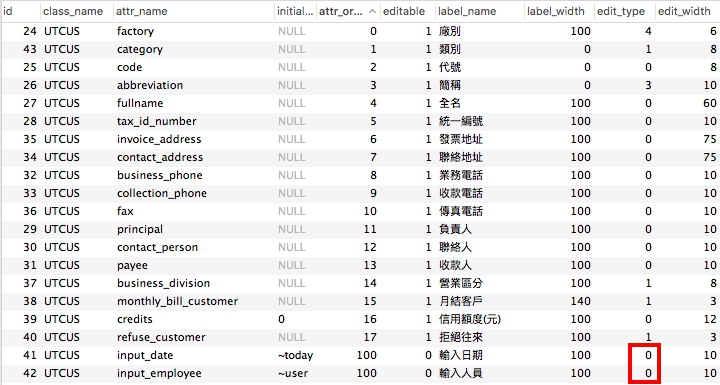 id class_name attr_name initial... attr_or... editable label_name label_width edit_type edit_width
24 UTCUS factory NULL 0 1 廠別 100 4 6
43 UTCUS category NULL 1 1 類別 0 1 8
25 UTCUS code NULL 2 1 代號 0 0 8
26 UTCUS abbreviation NULL 3 1 簡稱 0 3 10
27 UTCUS fullname NULL 4 1 全名 100 0 60
28 UTCUS tax_id_number NULL 5 1 統一編號 100 0 10
35 UTCUS invoice_address NULL 6 1 發票地址 100 0 75
34 UTCUS contact_address NULL 7 1 聯絡地址 100 0 75
32 UTCUS business_phone NULL 8 1 業務電話 100 0 10
33 UTCUS collection_phone NULL 9 1 收款電話 100 0 10
36 UTCUS fax NULL 10 1 傳真電話 100 0 10
29 UTCUS principal NULL 11 1 負責人 100 0 10
30 UTCUS contact_person NULL 12 1 聯絡人 100 0 10
31 UTCUS payee NULL 13 1 收款人 100 0 10
37 UTCUS business_division NULL 14 1 營業區分 100 1 8
38 UTCUS monthly_bill_customer NULL 15 1 月結客戶 140 1 3
39 UTCUS credits 0 16 1 信用額度(元) 100 0 12
40 UTCUS refuse_customer NULL 17 1 拒絕往來 100 1 3
41 UTCUS input_date ~today 100 0 輸入日期 100 0 10
42 UTCUS input_employee ~user 100 0 輸入人員 100 0 10